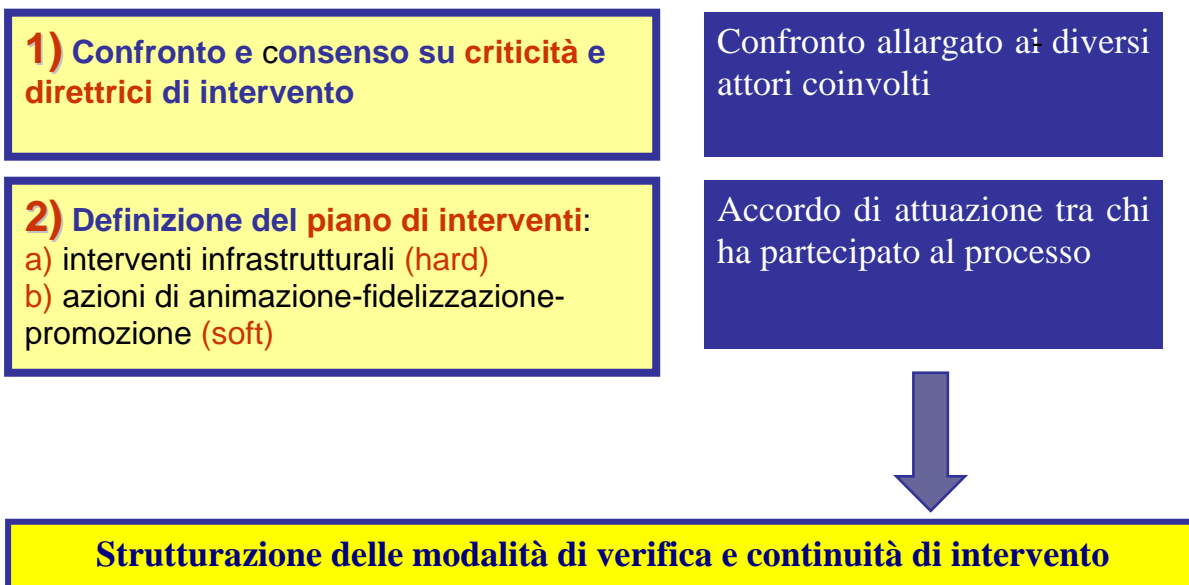 1) Confronto e consenso su criticità e
direttrici di intervento
Confronto allargato ai diversi
attori coinvolti
2) Definizione del piano di interventi:
a) interventi infrastrutturali (hard)
b) azioni di animazione-fidelizzazione-
promozione (soft)
Accordo di attuazione tra chi
ha partecipato al processo
Strutturazione delle modalità di verifica e continuità di intervento